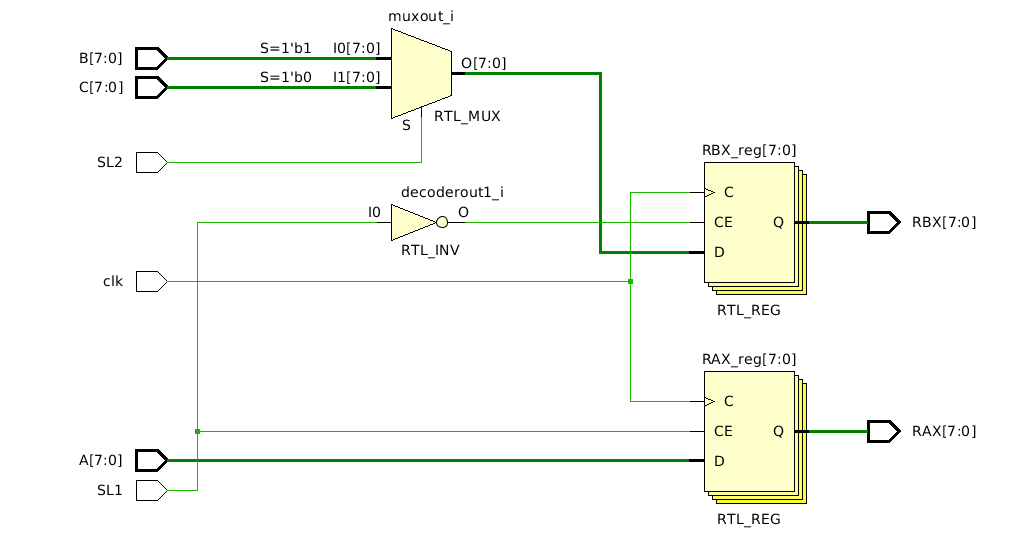 muxout_i
B[7:0] S=1'b1 I0[7:0]
O[7:0]
C[7:0] S=1'b0 I1[7:0]
S RTL_MUX
SL2
RBX_reg[7:0]
decoderout1_i
C
I0 O
CE Q RBX[7:0]
RTL_INV
D
clk
RTL_REG
RAX_reg[7:0]
C
CE Q RAX[7:0]
A[7:0] D
SL1
RTL_REG